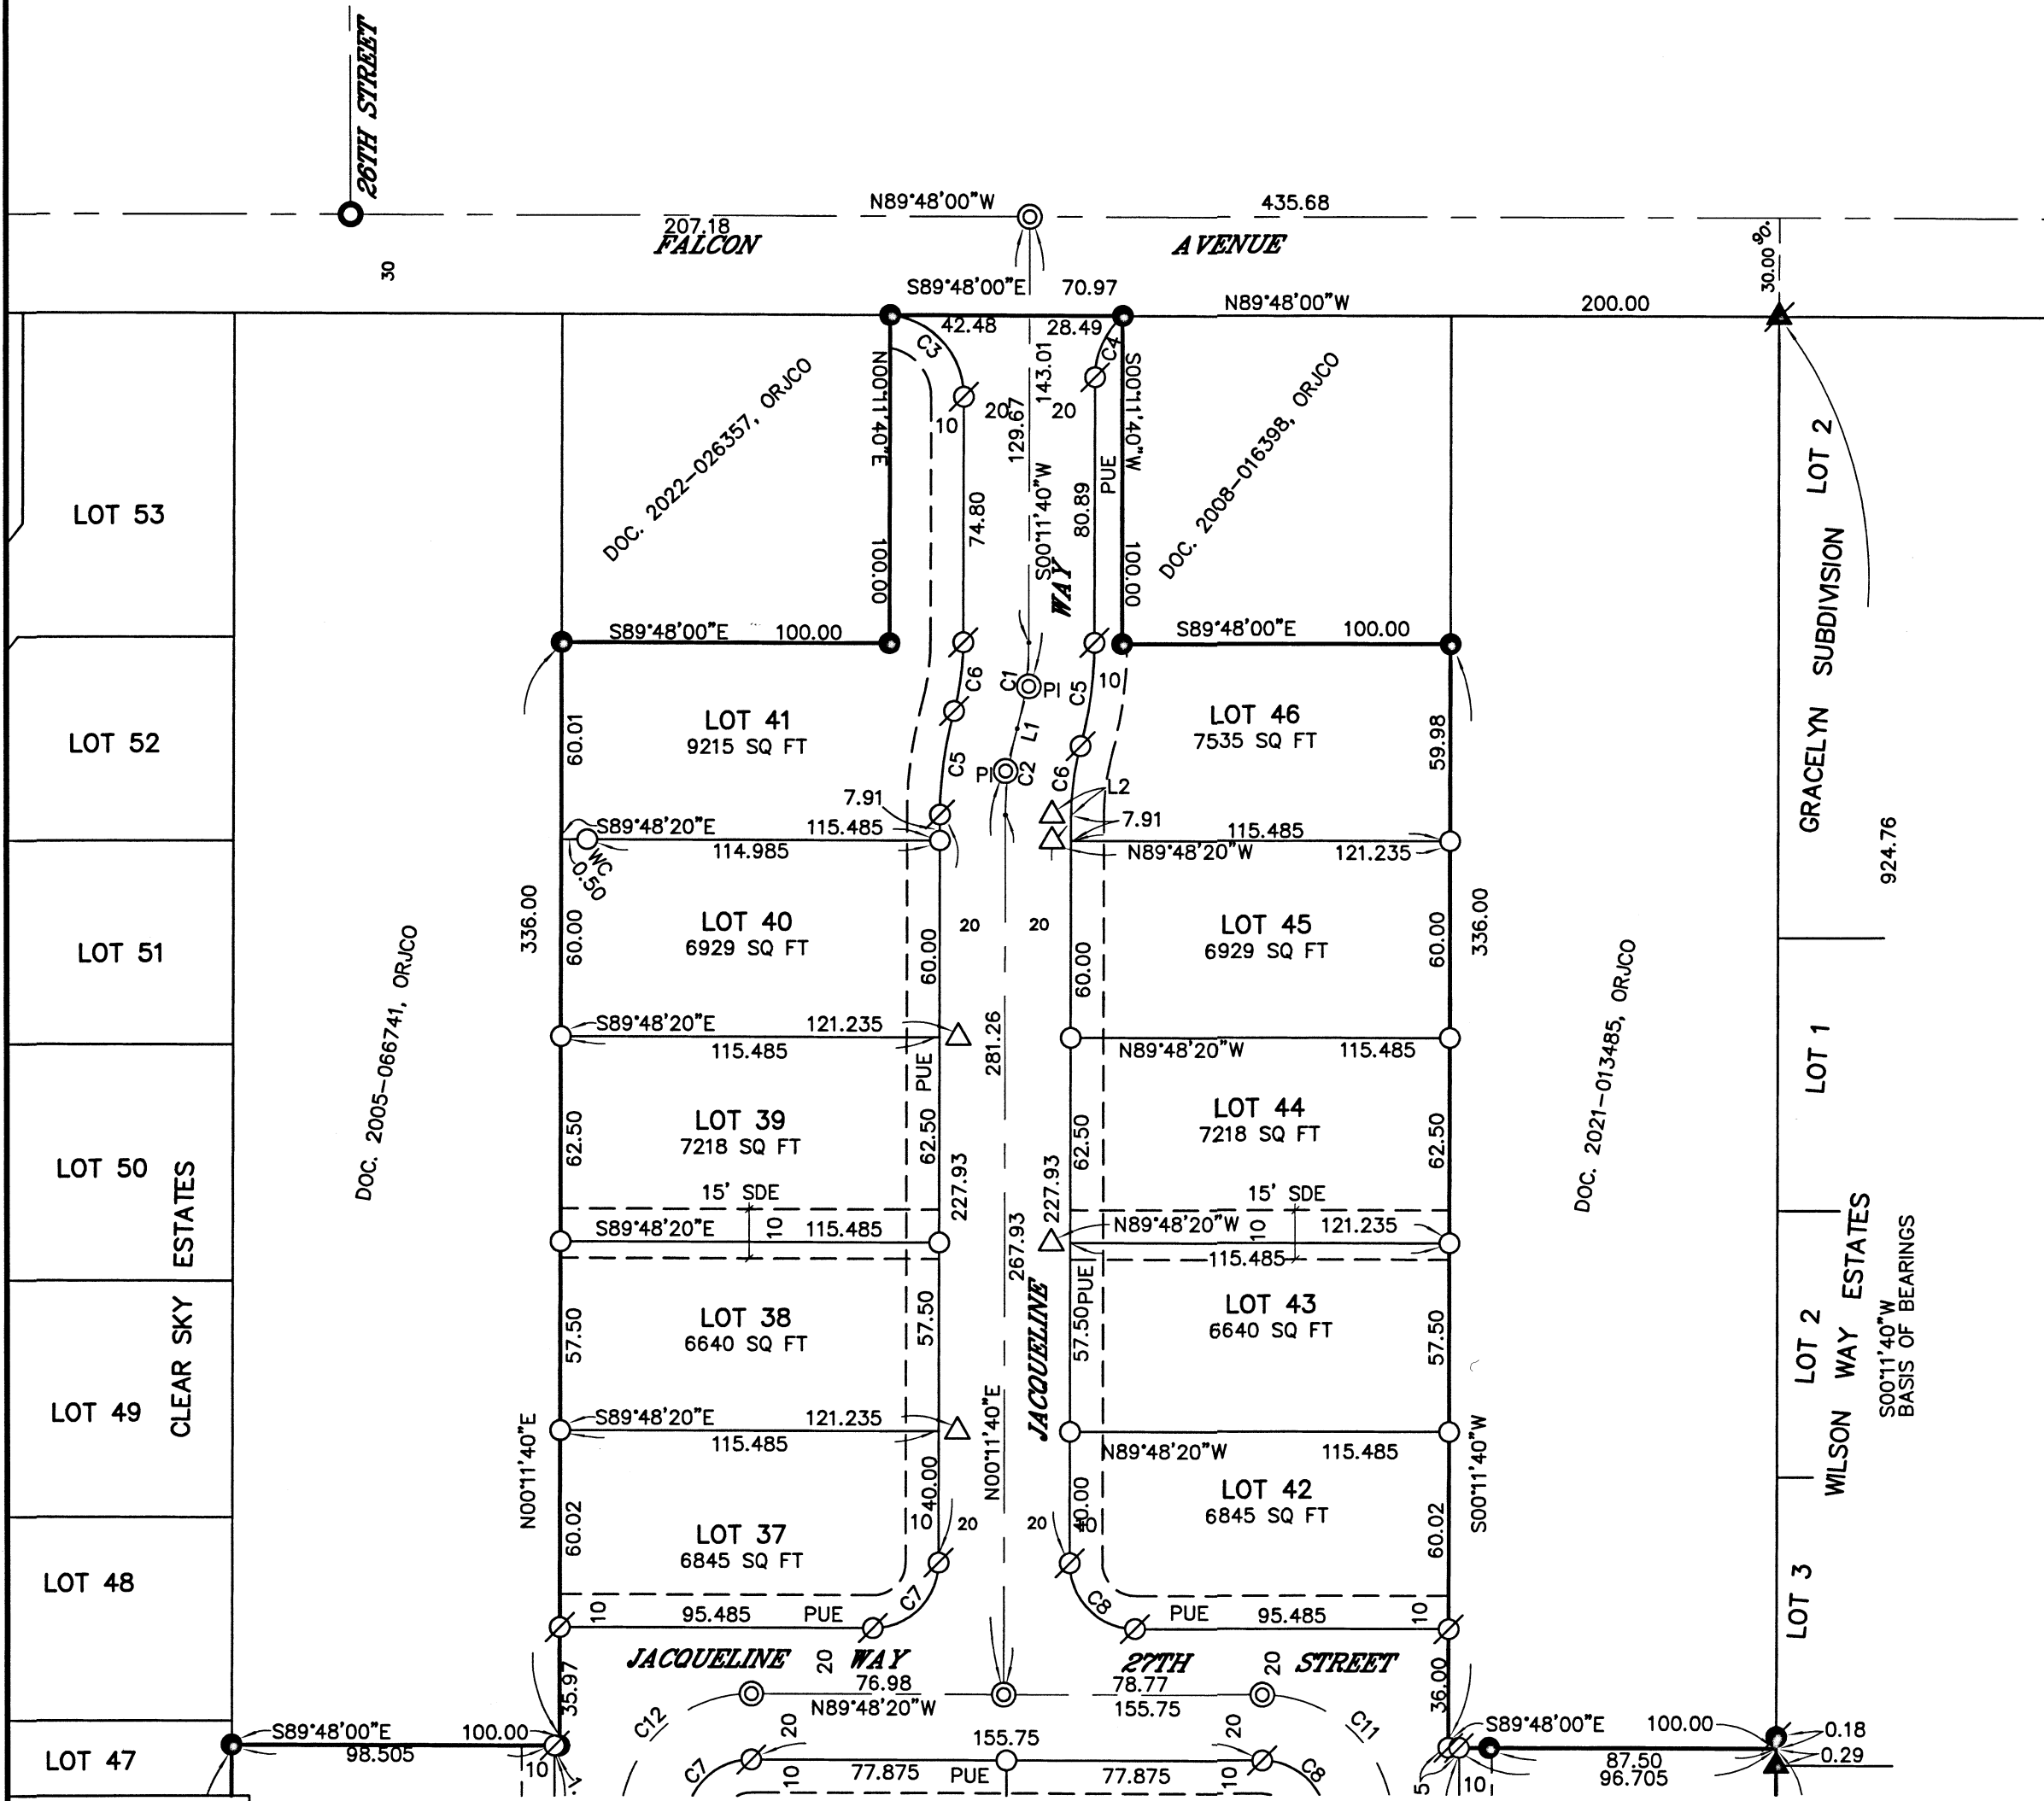 26TH STREET
N89°48'00"W
435.68
207.18
FALCON
AVENUE
30
90°
30.00
S89°48'00"E
70.97
N89°48'00"W
200.00
42.48
28.49
C3
C4
N00°11'40"E
100.00
143.01
129.67
S00°11'40"W
S00°11'40"W
100.00
20
20
10
PUE
74.80
80.89
WAY
DOC. 2022-026357, ORJCO
DOC. 2008-016398, ORJCO
LOT 53
LOT 2
GRACELYN SUBDIVISION
S89°48'00"E
100.00
S89°48'00"E
100.00
C6
C1
PI
C5
10
L1
LOT 41
9215 SQ FT
LOT 46
7535 SQ FT
60.01
59.98
LOT 52
C5
PI
C2
C6
L2
7.91
7.91
S89°48'20"E
115.485
114.985
WC
0.50
115.485
N89°48'20"W
121.235
924.76
336.00
60.00
LOT 40
6929 SQ FT
60.00
20
20
60.00
LOT 45
6929 SQ FT
60.00
336.00
LOT 51
DOC. 2005-066741, ORJCO
DOC. 2021-013485, ORJCO
S89°48'20"E
121.235
115.485
281.26
N89°48'20"W
115.485
PUE
LOT 1
LOT 39
7218 SQ FT
LOT 44
7218 SQ FT
62.50
62.50
62.50
62.50
LOT 50
CLEAR SKY ESTATES
15' SDE
227.93
227.93
15' SDE
S89°48'20"E
10
115.485
267.93
N89°48'20"W
10
121.235
115.485
PUE
LOT 38
6640 SQ FT
LOT 43
6640 SQ FT
57.50
57.50
57.50
57.50
JACQUELINE
LOT 2
WILSON WAY ESTATES
S00°11'40"W
BASIS OF BEARINGS
LOT 49
S89°48'20"E
121.235
115.485
N89°48'20"W
115.485
N00°11'40"E
N00°11'40"E
S00°11'40"W
LOT 37
6845 SQ FT
LOT 42
6845 SQ FT
60.02
40.00
40.00
60.02
10
20
20
10
LOT 48
LOT 3
10
95.485
PUE
C7
C8
PUE
95.485
10
JACQUELINE
20
WAY
27TH
20
STREET
35.97
76.98
N89°48'20"W
78.77
155.75
36.00
C12
C11
S89°48'00"E
100.00
98.505
20
155.75
20
S89°48'00"E
100.00
0.18
0.29
87.50
96.705
LOT 47
10
C7
10
77.875
PUE
77.875
10
C8
5
10